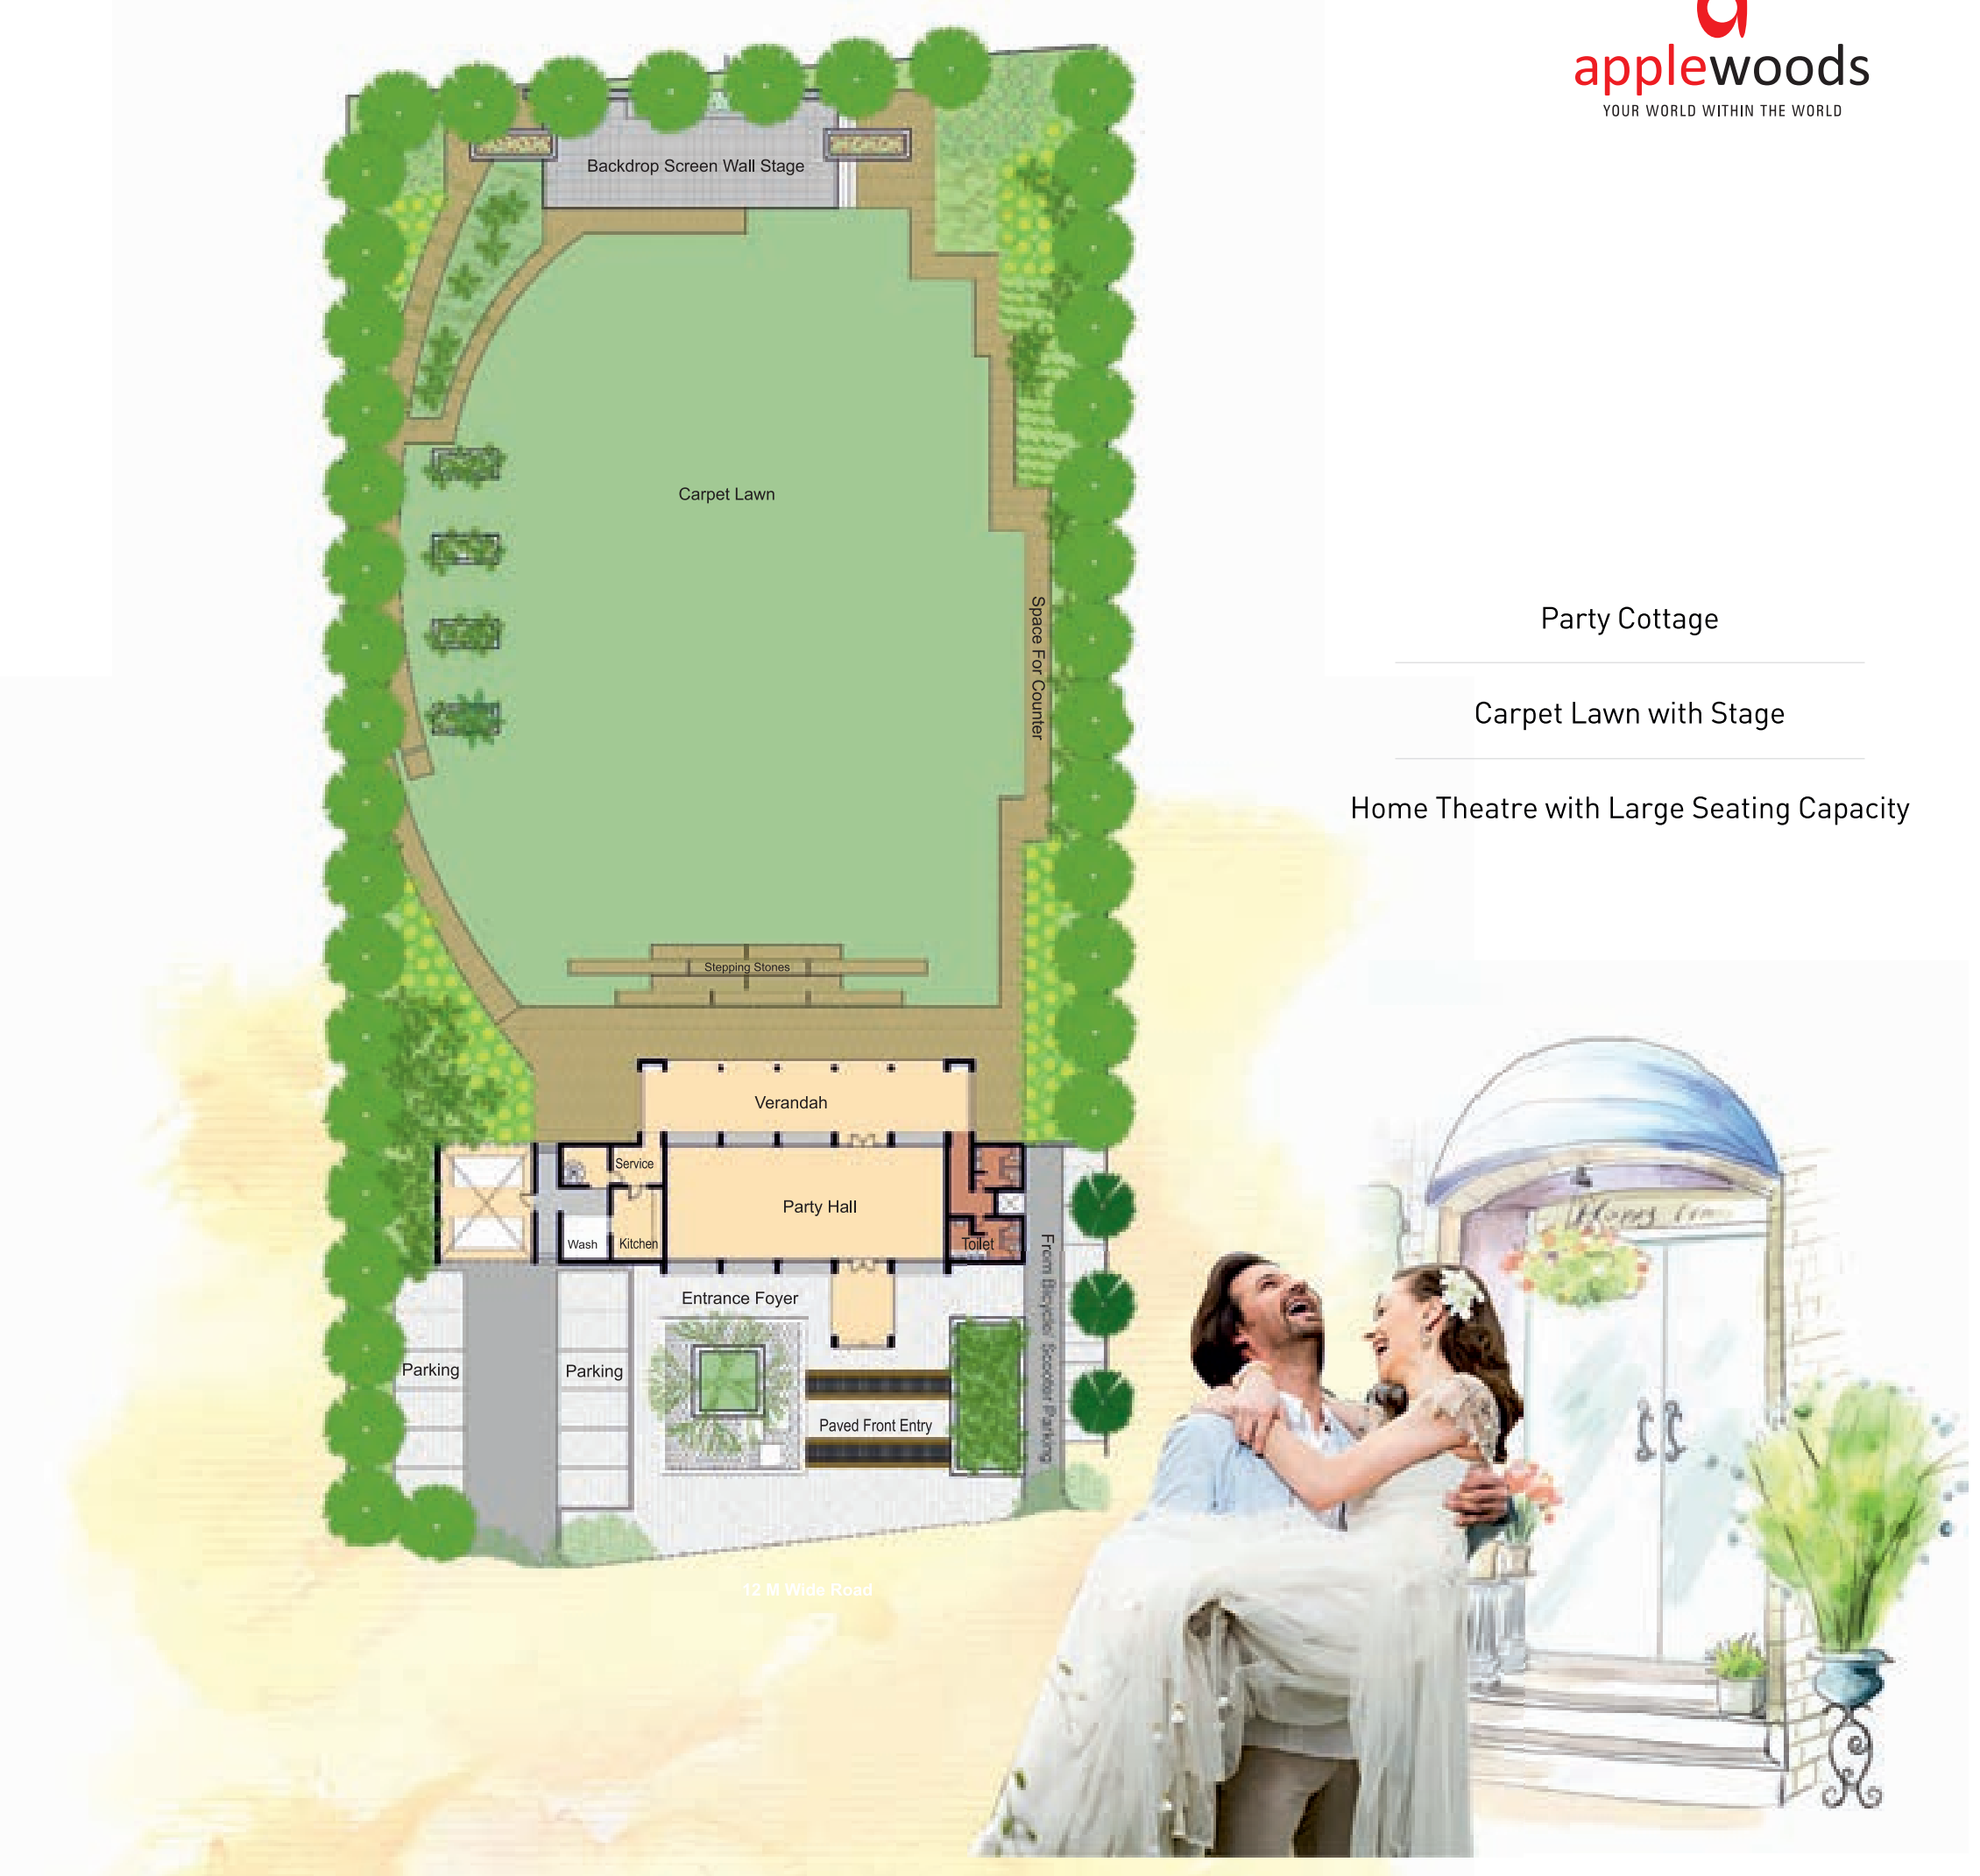 applewoods
YOUR WORLD WITHIN THE WORLD
Backdrop Screen Wall Stage
Carpet Lawn
Space For Counter
Party Cottage
Carpet Lawn with Stage
Home Theatre with Large Seating Capacity
Stepping Stones
Verandah
Service
Party Hall
Wash
Kitchen
Toilet
Entrance Foyer
From Bicycle/ Scooter Parking
Parking
Parking
Paved Front Entry
12 M Wide Road